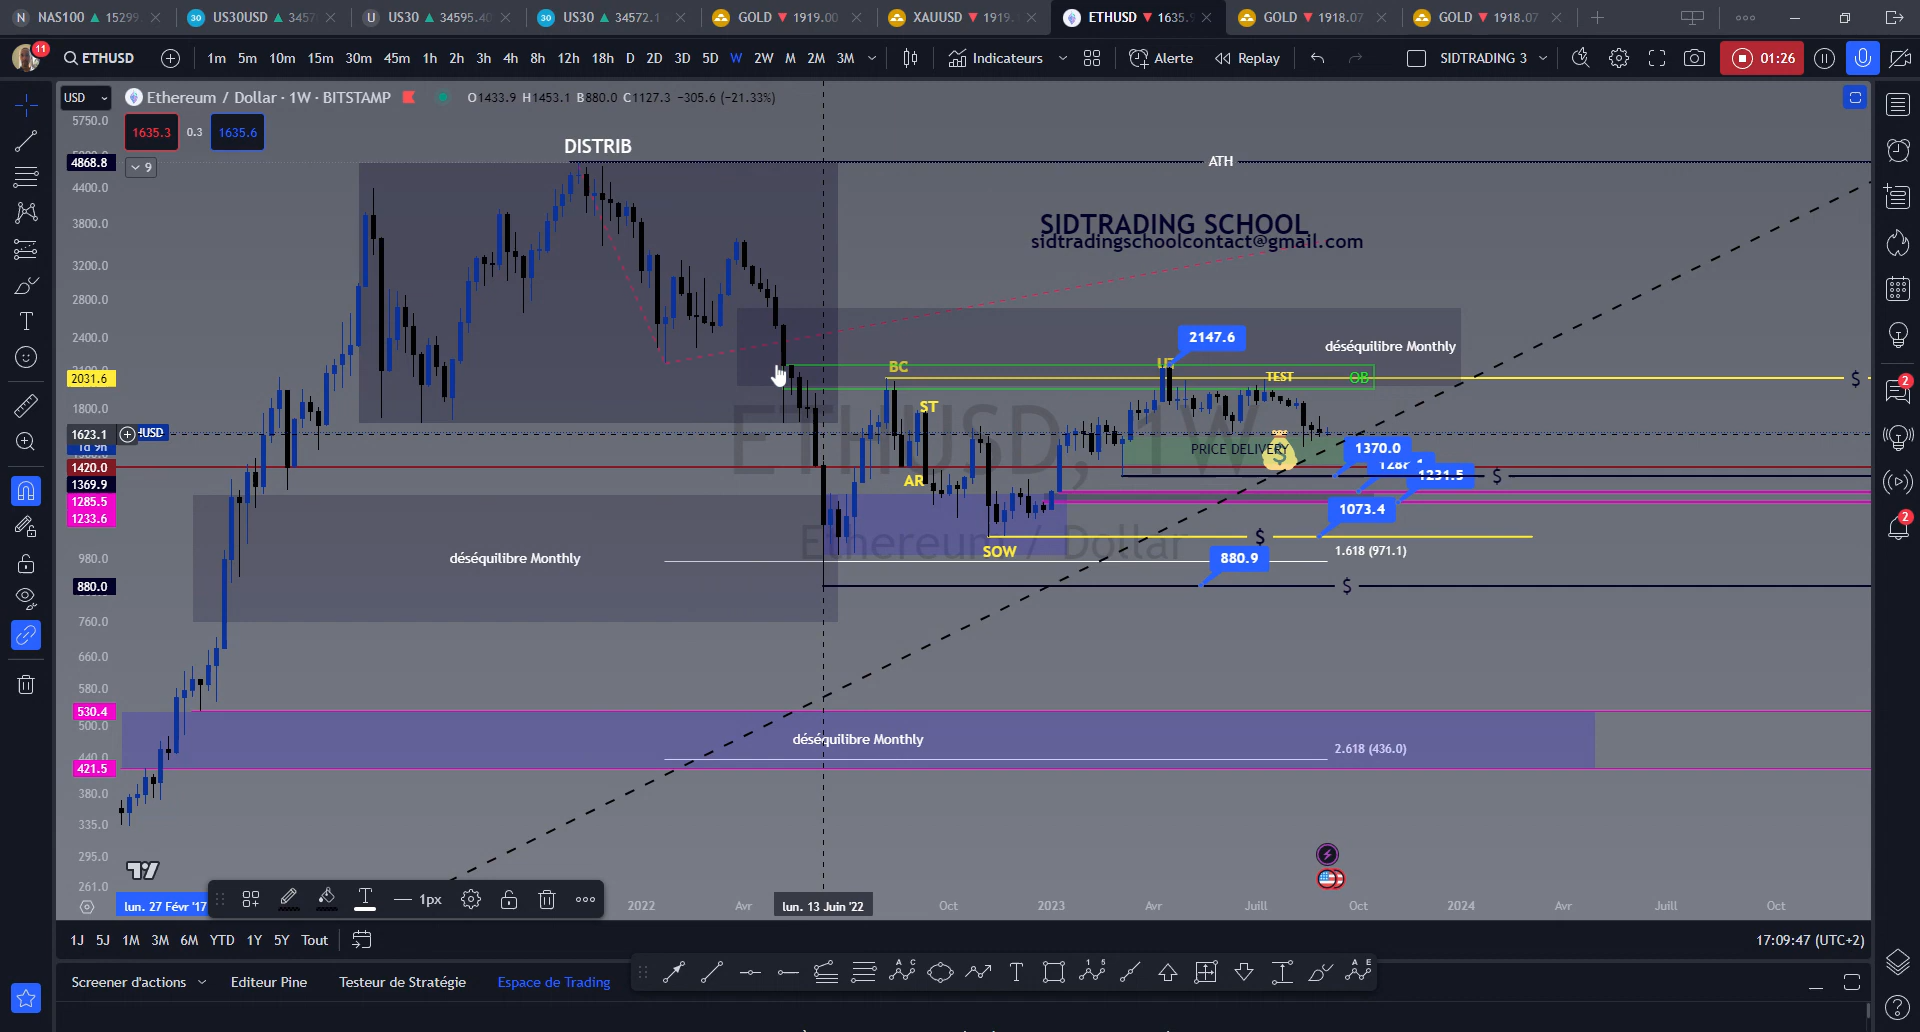 NAS100 ▲ 15299
US30USD ▲ 3457
US30 ▲ 34595.40
US30 ▲ 34572.1
GOLD ▼ 1919.00
XAUUSD ▼ 1919.
ETHUSD ▼ 1635.
GOLD ▼ 1918.07
GOLD ▼ 1918.07
11
ETHUSD
1m 5m 10m 15m 30m 45m 1h 2h 3h 4h 8h 12h 18h D 2D 3D 5D W 2W M 2M 3M
Indicateurs
Alerte
Replay
SIDTRADING 3
01:26
USD
Ethereum / Dollar · 1W · BITSTAMP
O1433.9 H1453.1 B880.0 C1127.3 −305.6 (−21.33%)
1635.3
0.3
1635.6
9
5750.0
4868.8
4400.0
3800.0
3200.0
2800.0
2400.0
2031.6
1800.0
1623.1
1d 9h
1420.0
1369.9
1285.5
1233.6
980.0
880.0
760.0
660.0
580.0
530.4
500.0
421.5
380.0
335.0
295.0
261.0
DISTRIB
ATH
SIDTRADING SCHOOL
sidtradingschoolcontact@gmail.com
2147.6
déséquilibre Monthly
BC
TEST
OB
$
ST
ETHUSD, 1W
PRICE DELIVERY
$
1370.0
1231.5
$
AR
1073.4
Ethereum / Dollar
SOW
$
1.618 (971.1)
déséquilibre Monthly
880.9
$
déséquilibre Monthly
2.618 (436.0)
1px
lun. 27 Févr '17
2022
Avr
lun. 13 Juin '22
Oct
2023
Avr
Juill
Oct
2024
Avr
Juill
Oct
1J 5J 1M 3M 6M YTD 1Y 5Y Tout
17:09:47 (UTC+2)
Screener d'actions
Editeur Pine
Testeur de Stratégie
Espace de Trading
2
2